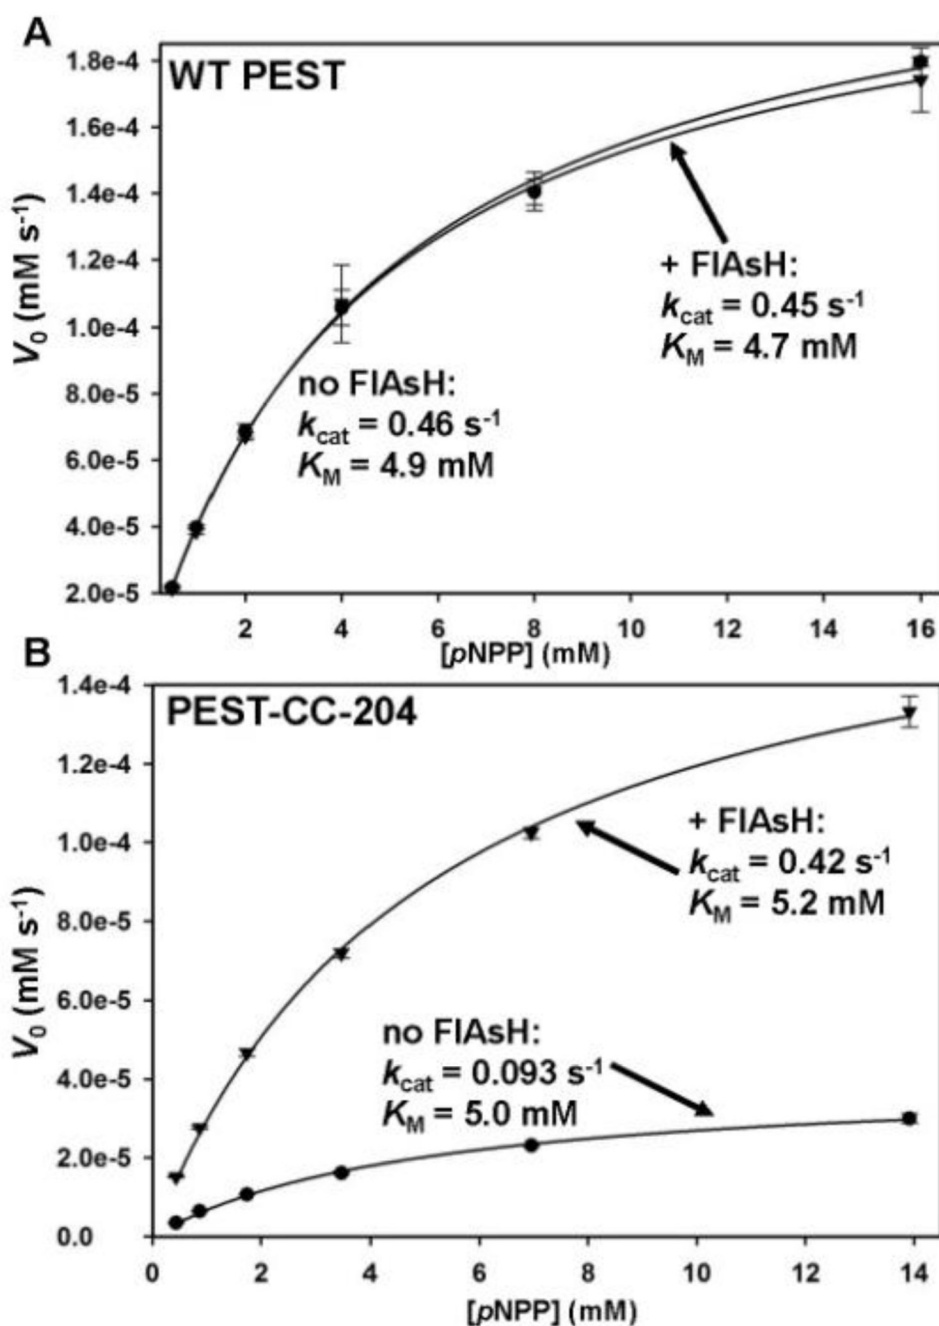 A
WT PEST
1.8e-4
1.6e-4
1.4e-4
1.2e-4
1.0e-4
8.0e-5
6.0e-5
4.0e-5
2.0e-5
V₀ (mM s⁻¹)
+ FlAsH:
kcat = 0.45 s⁻¹
KM = 4.7 mM
no FlAsH:
kcat = 0.46 s⁻¹
KM = 4.9 mM
2 4 6 8 10 12 14 16
[pNPP] (mM)
B
PEST-CC-204
1.4e-4
1.2e-4
1.0e-4
8.0e-5
6.0e-5
4.0e-5
2.0e-5
0.0
V₀ (mM s⁻¹)
+ FlAsH:
kcat = 0.42 s⁻¹
KM = 5.2 mM
no FlAsH:
kcat = 0.093 s⁻¹
KM = 5.0 mM
0 2 4 6 8 10 12 14
[pNPP] (mM)